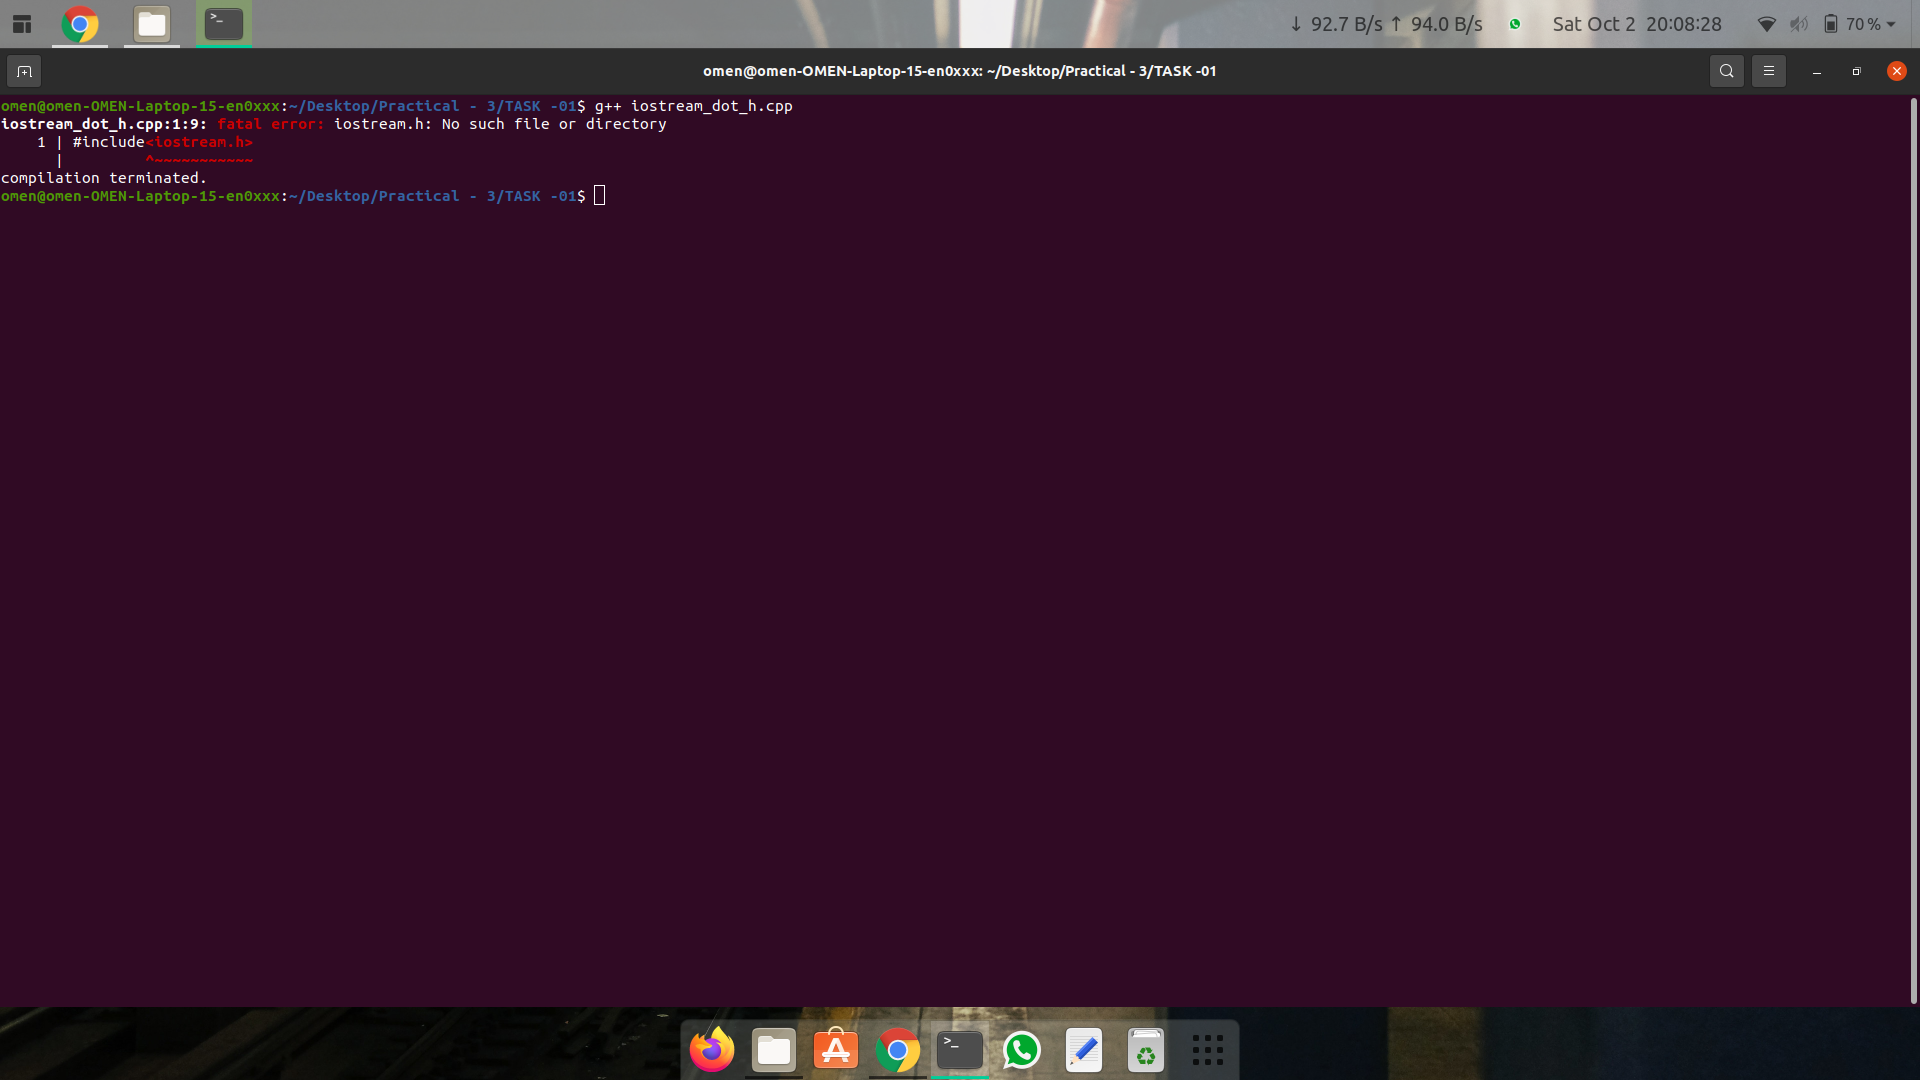 ↓ 92.7 B/s ↑ 94.0 B/s Sat Oct 2 20:08:28 70 %
omen@omen-OMEN-Laptop-15-en0xxx: ~/Desktop/Practical - 3/TASK -01
omen@omen-OMEN-Laptop-15-en0xxx:~/Desktop/Practical - 3/TASK -01$ g++ iostream_dot_h.cpp
iostream_dot_h.cpp:1:9: fatal error: iostream.h: No such file or directory
1 | #include<iostream.h>
| ^~~~~~~~~~~~
compilation terminated.
omen@omen-OMEN-Laptop-15-en0xxx:~/Desktop/Practical - 3/TASK -01$